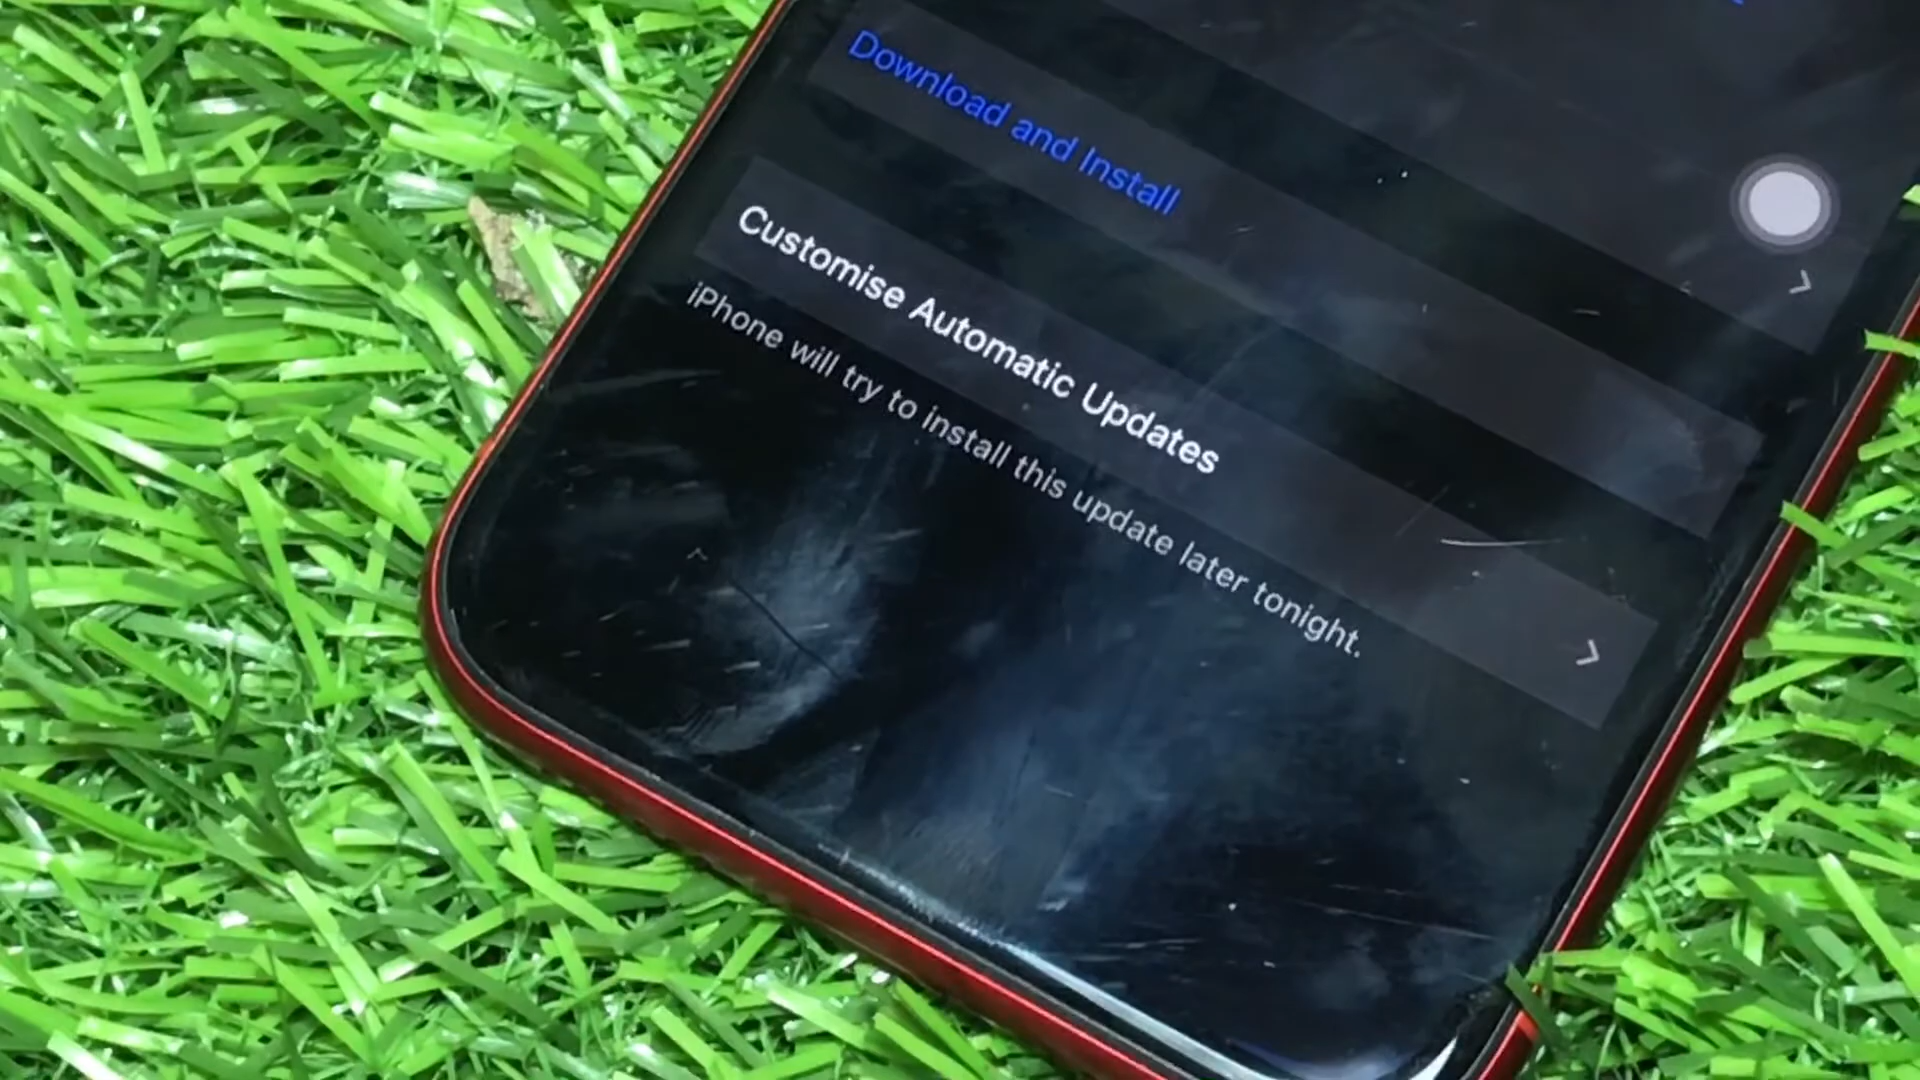 Download and Install
Customise Automatic Updates
iPhone will try to install this update later tonight.